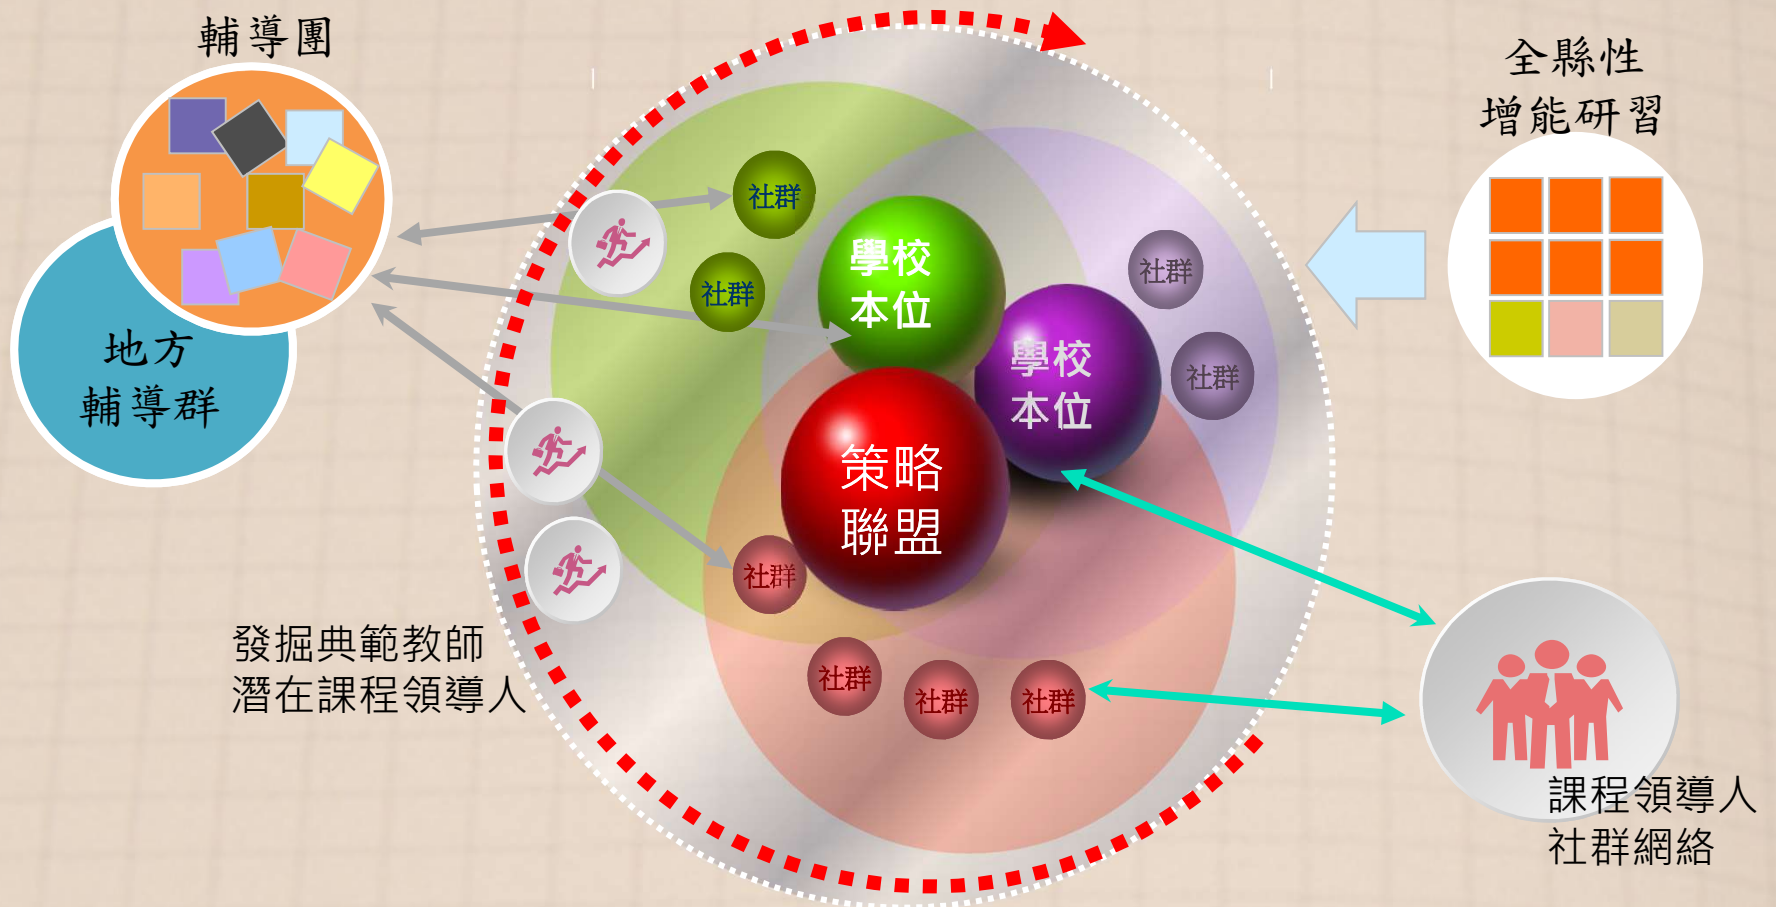 輔導團
地方
輔導群
全縣性
增能研習
社群
社群
學校
本位
社群
學校
本位
社群
策略
聯盟
社群
社群
社群
社群
發掘典範教師
潛在課程領導人
課程領導人
社群網絡